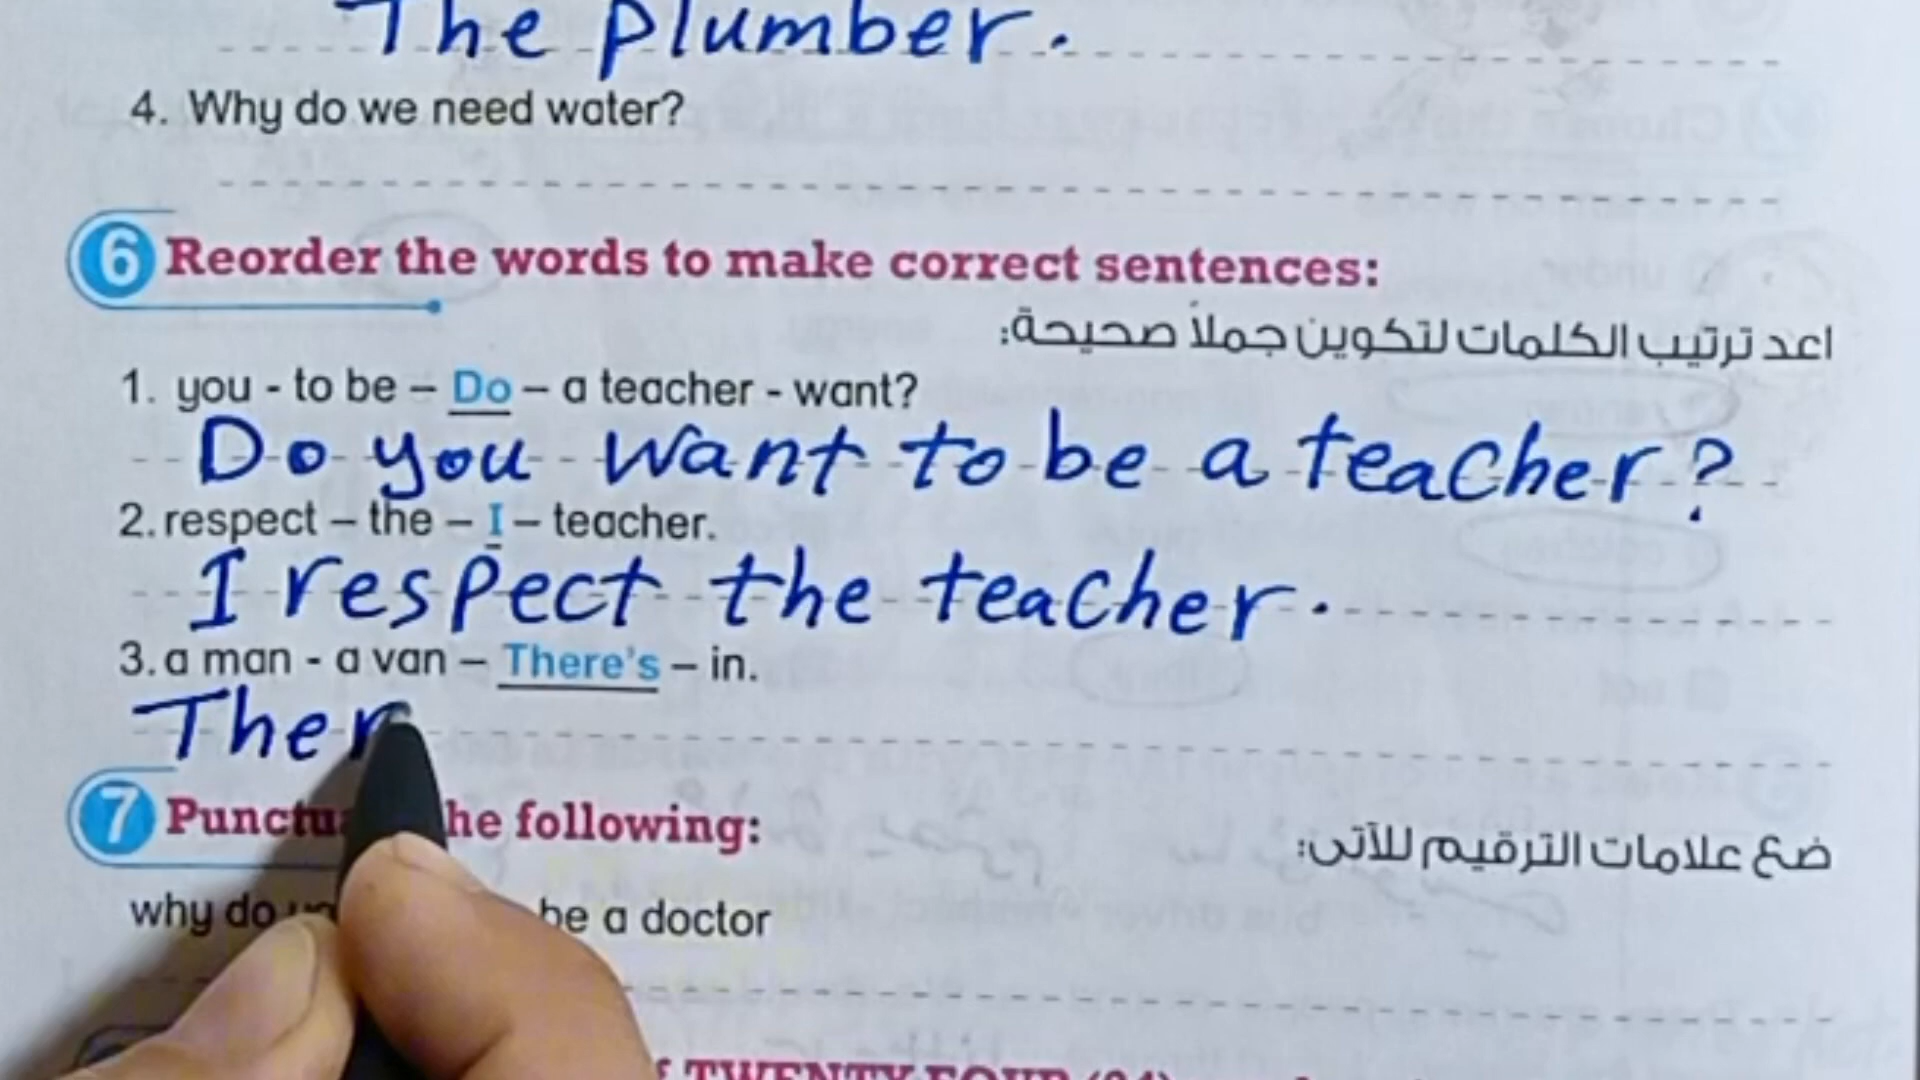 The plumber.
4. Why do we need water?
6 Reorder the words to make correct sentences:
اعد ترتيب الكلمات لتكوين جملاً صحيحة:
1. you - to be – Do – a teacher - want?
Do you want to be a teacher?
2. respect – the – I – teacher.
I respect the teacher.
3. a man - a van – There's – in.
Ther
7 he following:
ضع علامات الترقيم للآتى:
why do be a doctor
TWENTY FOUR